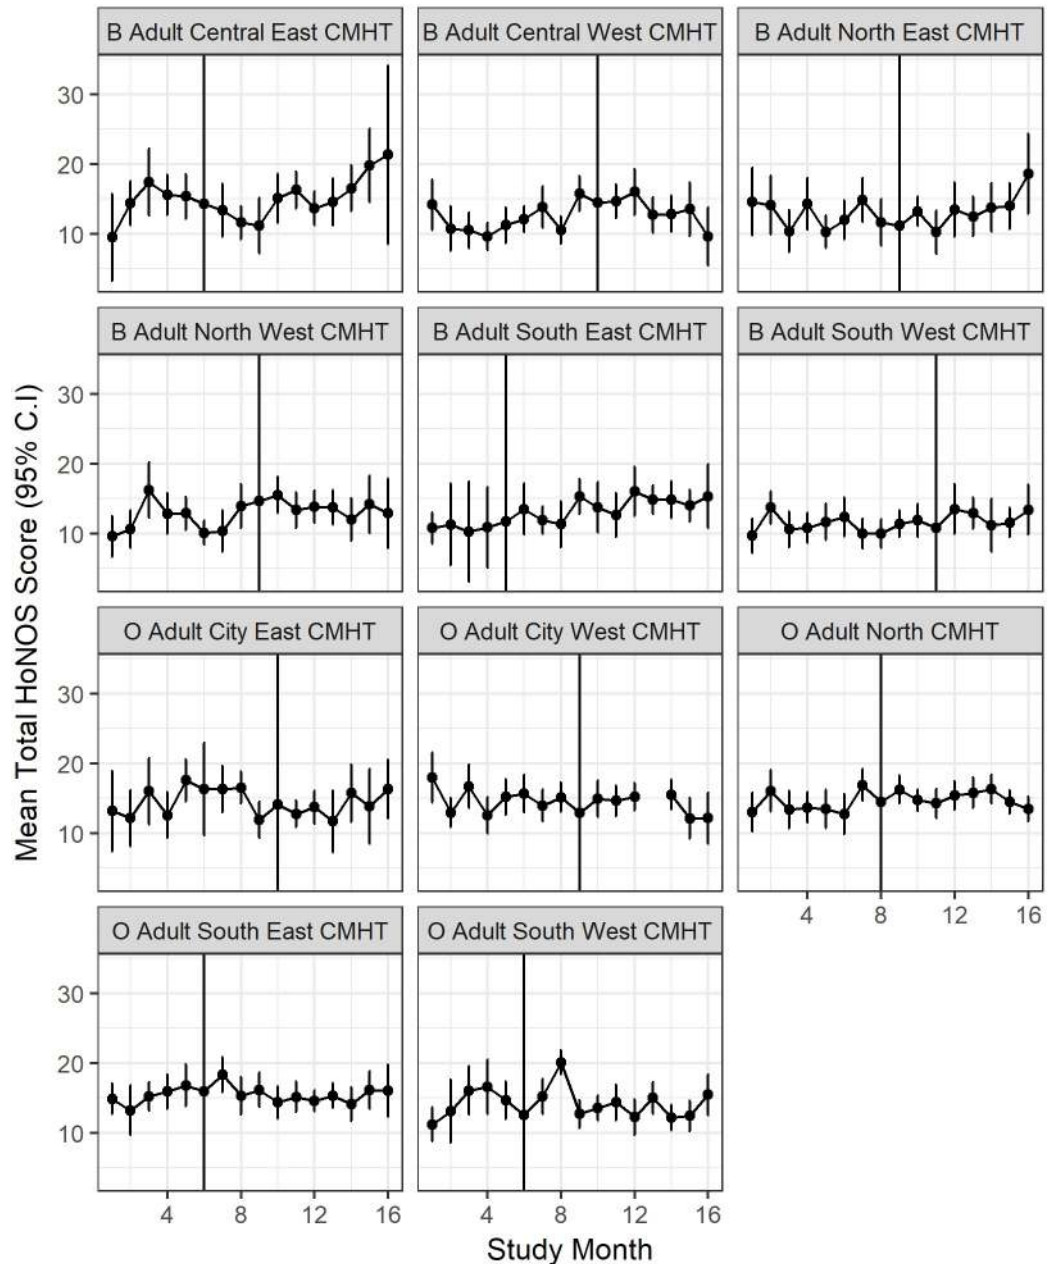 B Adult Central East CMHT
B Adult Central West CMHT
B Adult North East CMHT
30
20
10
B Adult North West CMHT
B Adult South East CMHT
B Adult South West CMHT
30
20
10
O Adult City East CMHT
O Adult City West CMHT
O Adult North CMHT
30
20
10
4 8 12 16
O Adult South East CMHT
O Adult South West CMHT
30
20
10
4 8 12 16
4 8 12 16
Mean Total HoNOS Score (95% C.I)
Study Month